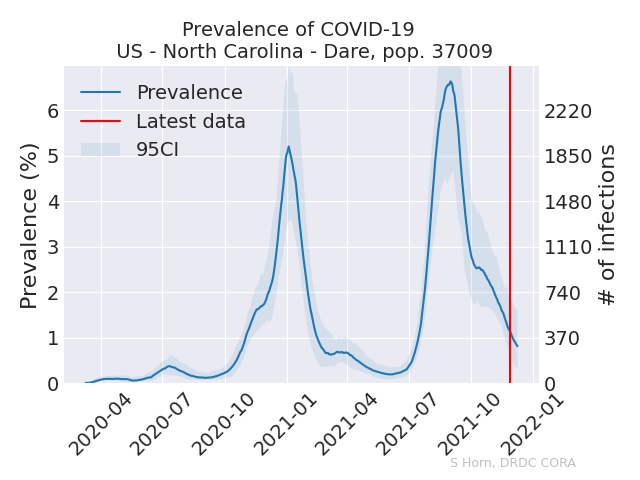 Prevalence of COVID-19
US - North Carolina - Dare, pop. 37009
Prevalence
Latest data
95CI
Prevalence (%)
6
5
4
3
2
1
0
2220
1850
1480
1110
740
370
0
# of infections
2020-04
2020-07
2020-10
2021-01
2021-04
2021-07
2021-10
2022-01
S Horn, DRDC CORA